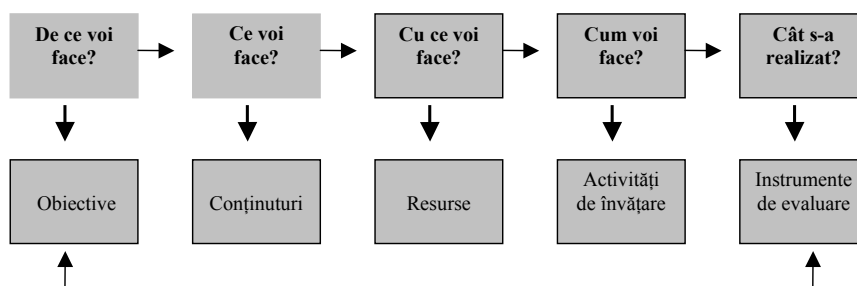 De ce voi
face?
Ce voi
face?
Cu ce voi
face?
Cum voi
face?
Cât s-a
realizat?
Obiective
Conținuturi
Resurse
Activități
de învățare
Instrumente
de evaluare